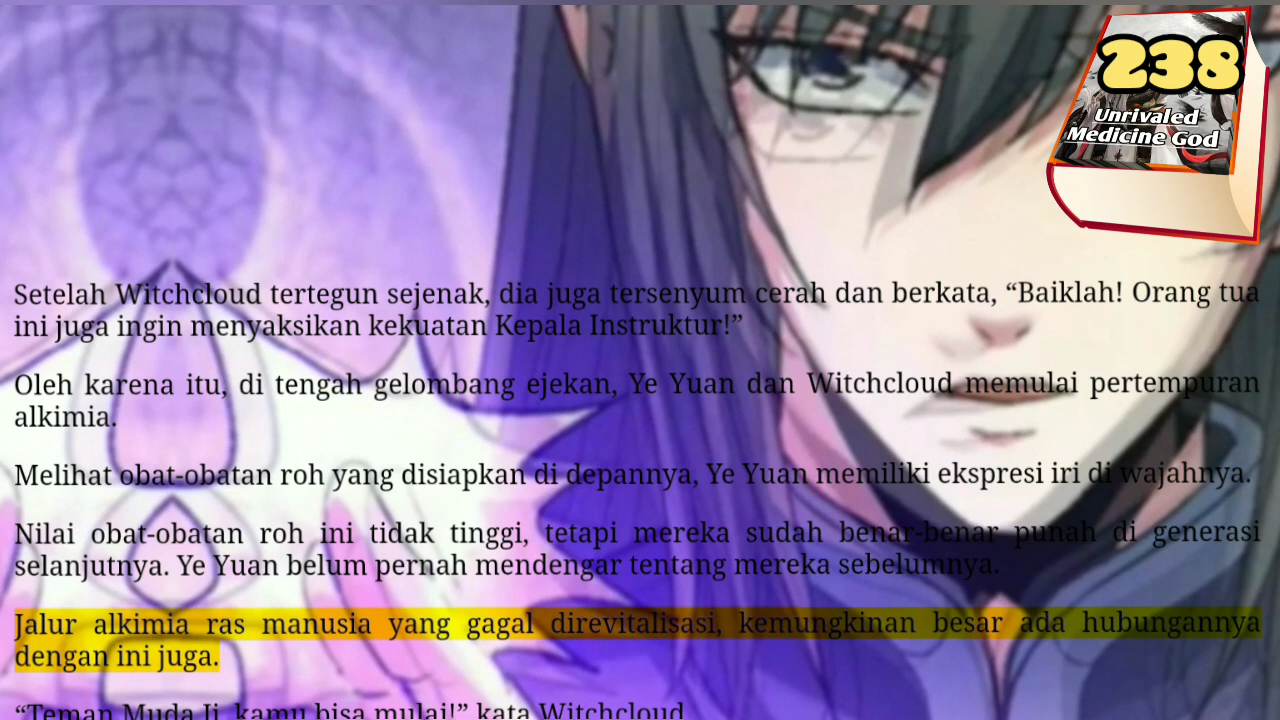 238
Unrivaled
Medicine God
Setelah Witchcloud tertegun sejenak, dia juga tersenyum cerah dan berkata, “Baiklah! Orang tua
ini juga ingin menyaksikan kekuatan Kepala Instruktur!”
Oleh karena itu, di tengah gelombang ejekan, Ye Yuan dan Witchcloud memulai pertempuran
alkimia.
Melihat obat-obatan roh yang disiapkan di depannya, Ye Yuan memiliki ekspresi iri di wajahnya.
Nilai obat-obatan roh ini tidak tinggi, tetapi mereka sudah benar-benar punah di generasi
selanjutnya. Ye Yuan belum pernah mendengar tentang mereka sebelumnya.
Jalur alkimia ras manusia yang gagal direvitalisasi, kemungkinan besar ada hubungannya
dengan ini juga.
“Teman Muda Ji, kamu bisa mulai!” kata Witchcloud